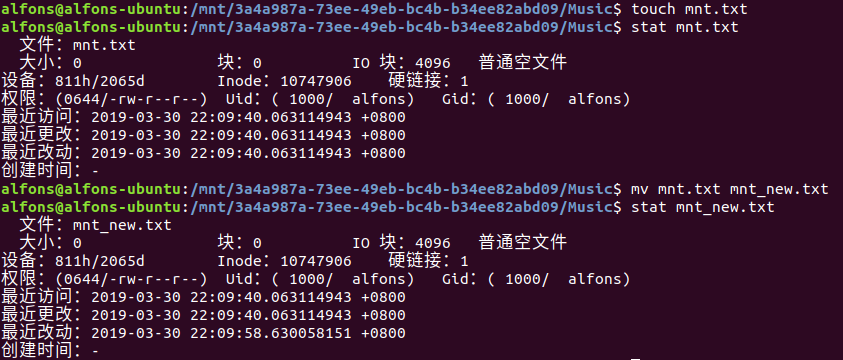 alfons@alfons-ubuntu:/mnt/3a4a987a-73ee-49eb-bc4b-b34ee82abd09/Music$ touch mnt.txt
alfons@alfons-ubuntu:/mnt/3a4a987a-73ee-49eb-bc4b-b34ee82abd09/Music$ stat mnt.txt
文件：mnt.txt
大小：0 块：0 IO 块：4096 普通空文件
设备：811h/2065d Inode：10747906 硬链接：1
权限：(0644/-rw-r--r--) Uid：( 1000/ alfons) Gid：( 1000/ alfons)
最近访问：2019-03-30 22:09:40.063114943 +0800
最近更改：2019-03-30 22:09:40.063114943 +0800
最近改动：2019-03-30 22:09:40.063114943 +0800
创建时间：-
alfons@alfons-ubuntu:/mnt/3a4a987a-73ee-49eb-bc4b-b34ee82abd09/Music$ mv mnt.txt mnt_new.txt
alfons@alfons-ubuntu:/mnt/3a4a987a-73ee-49eb-bc4b-b34ee82abd09/Music$ stat mnt_new.txt
文件：mnt_new.txt
大小：0 块：0 IO 块：4096 普通空文件
设备：811h/2065d Inode：10747906 硬链接：1
权限：(0644/-rw-r--r--) Uid：( 1000/ alfons) Gid：( 1000/ alfons)
最近访问：2019-03-30 22:09:40.063114943 +0800
最近更改：2019-03-30 22:09:40.063114943 +0800
最近改动：2019-03-30 22:09:58.630058151 +0800
创建时间：-